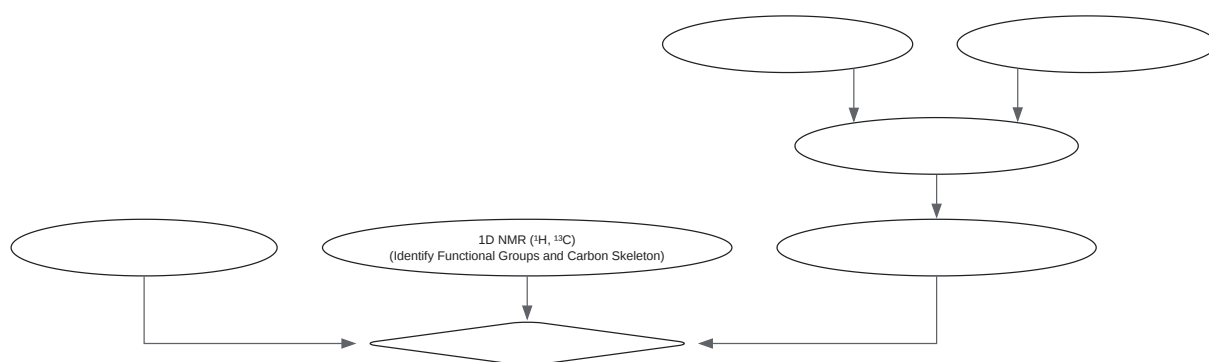 1D NMR (¹H, ¹³C)
(Identify Functional Groups and Carbon Skeleton)